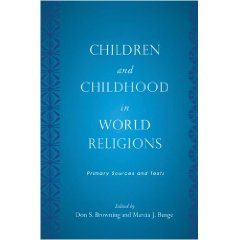 CHILDREN
and
CHILDHOOD
in
WORLD
RELIGIONS
Primary Sources and Texts
Edited by
Don S. Browning and Marcia J. Bunge